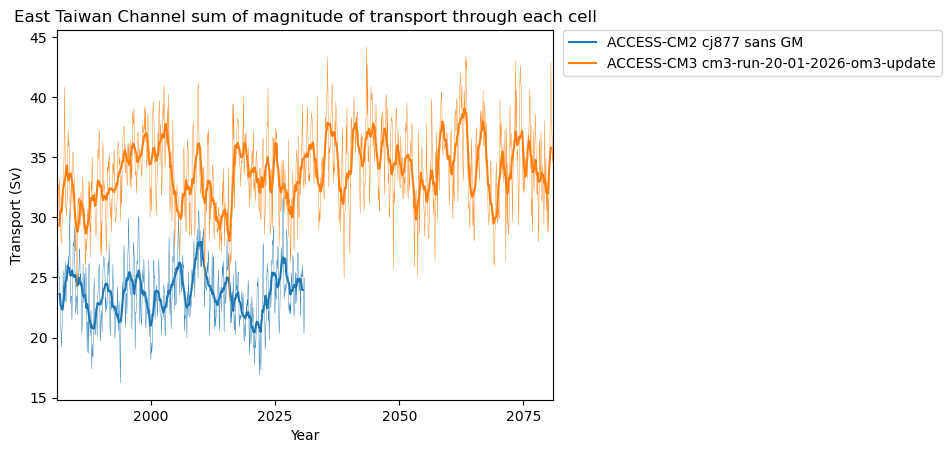 East Taiwan Channel sum of magnitude of transport through each cell
ACCESS-CM2 cj877 sans GM
ACCESS-CM3 cm3-run-20-01-2026-om3-update
Transport (Sv)
45
40
35
30
25
20
15
2000
2025
2050
2075
Year